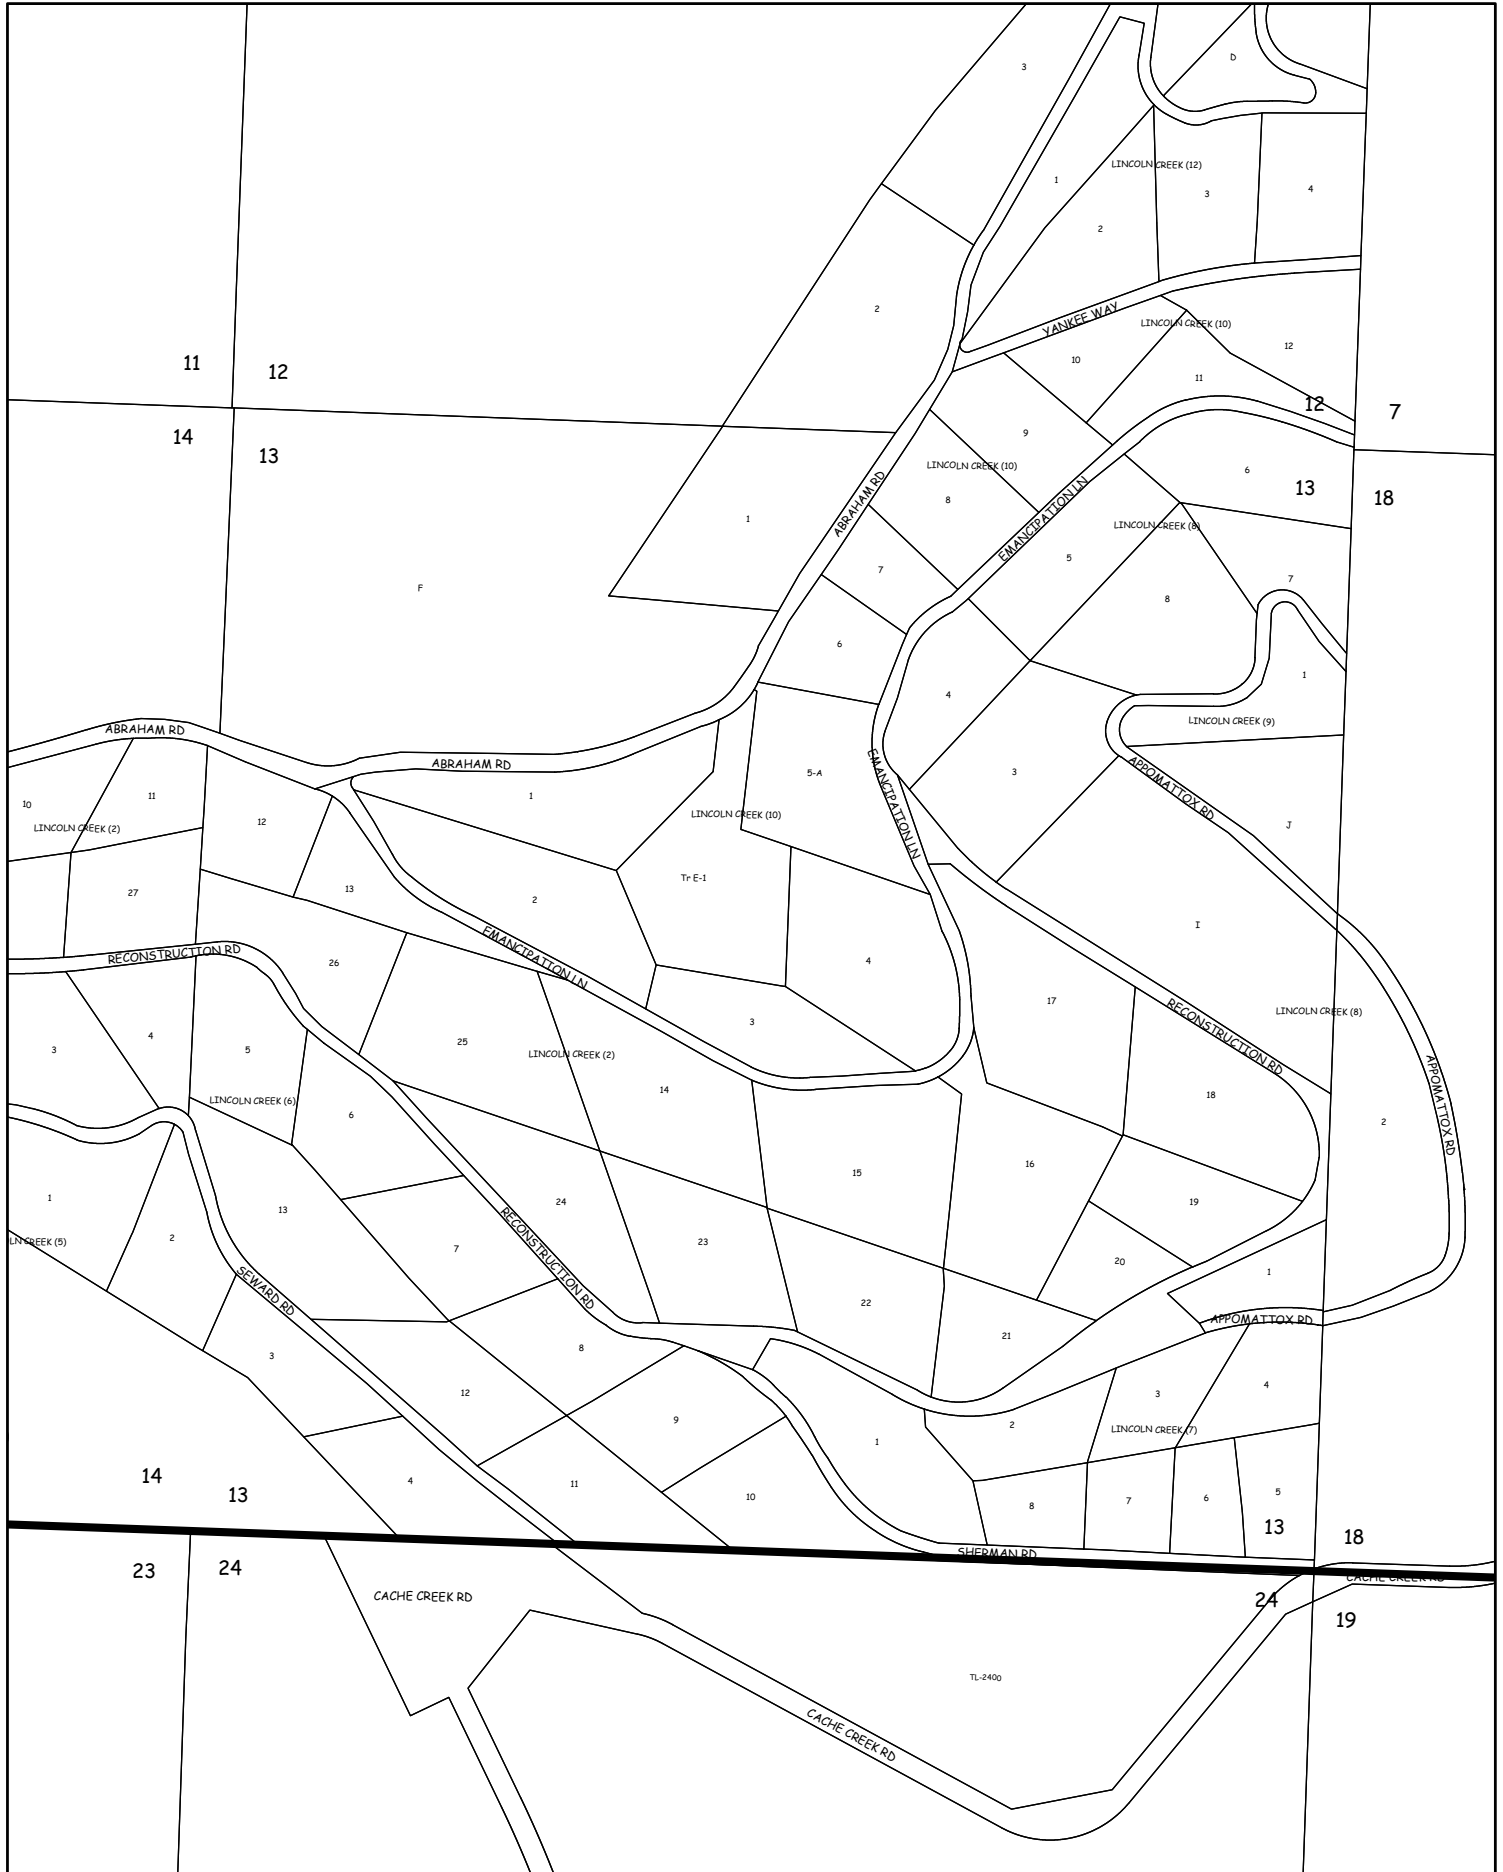 3
D
LINCOLN CREEK (12)
1
2
3
4
2
YANKEE WAY
LINCOLN CREEK (10)
10
12
11
11
12
12
7
14
13
9
LINCOLN CREEK (10)
8
6
13
18
ABRAHAM RD
EMANCIPATION LN
LINCOLN CREEK (8)
1
5
7
7
8
F
6
4
1
LINCOLN CREEK (9)
ABRAHAM RD
ABRAHAM RD
5-A
3
APPOMATTOX RD
EMANCIPATION LN
10
11
1
LINCOLN CREEK (10)
J
LINCOLN CREEK (2)
12
27
13
Tr E-1
2
I
EMANCIPATION LN
RECONSTRUCTION RD
26
4
17
RECONSTRUCTION RD
LINCOLN CREEK (8)
3
4
5
25
LINCOLN CREEK (2)
3
14
18
APPOMATTOX RD
2
LINCOLN CREEK (6)
6
15
16
1
13
24
19
2
LN CREEK (5)
7
23
20
RECONSTRUCTION RD
SEWARD RD
22
1
APPOMATTOX RD
3
8
21
12
4
3
9
2
LINCOLN CREEK (7)
1
14
13
4
11
10
8
7
6
5
13
18
SHERMAN RD
23
24
CACHE CREEK RD
CACHE CREEK RD
24
19
TL-2400
CACHE CREEK RD